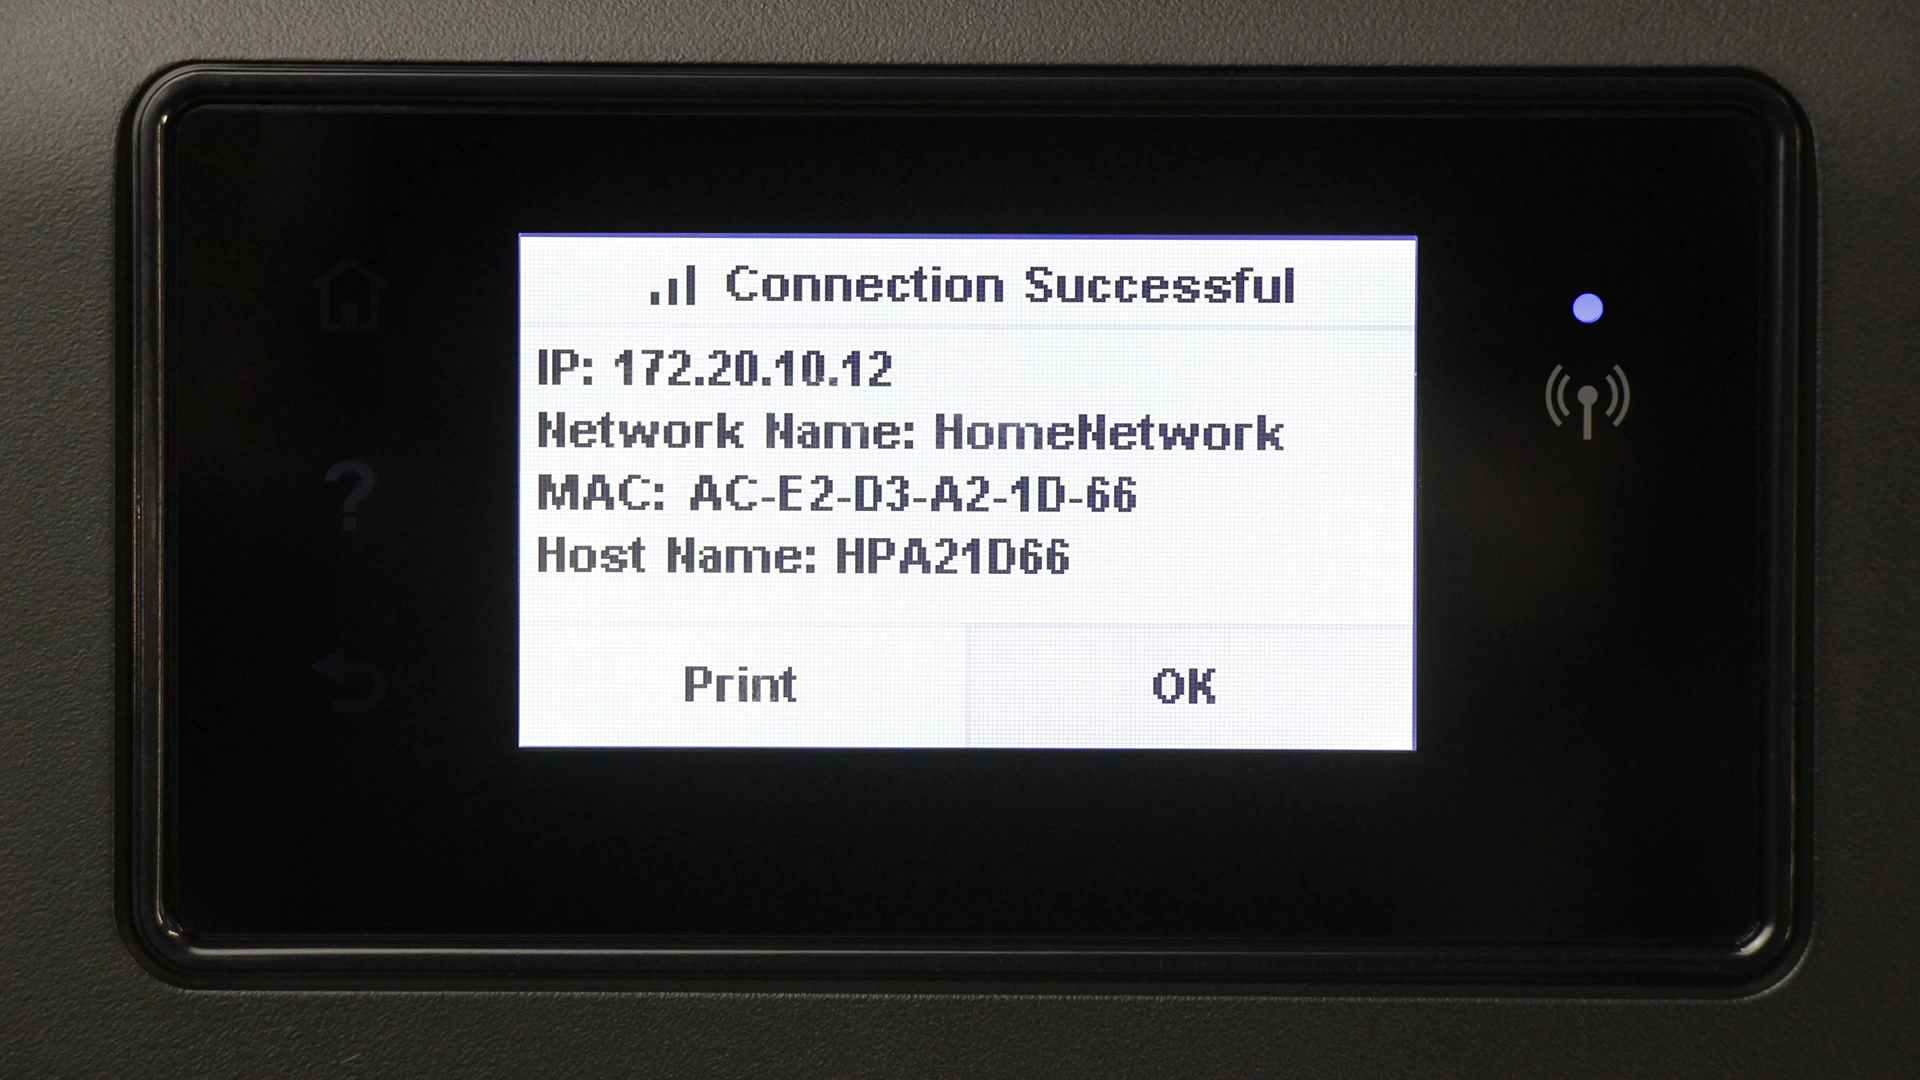 Connection Successful
IP: 172.20.10.12
Network Name: HomeNetwork
MAC: AC-E2-D3-A2-1D-66
Host Name: HPA21D66
Print
OK